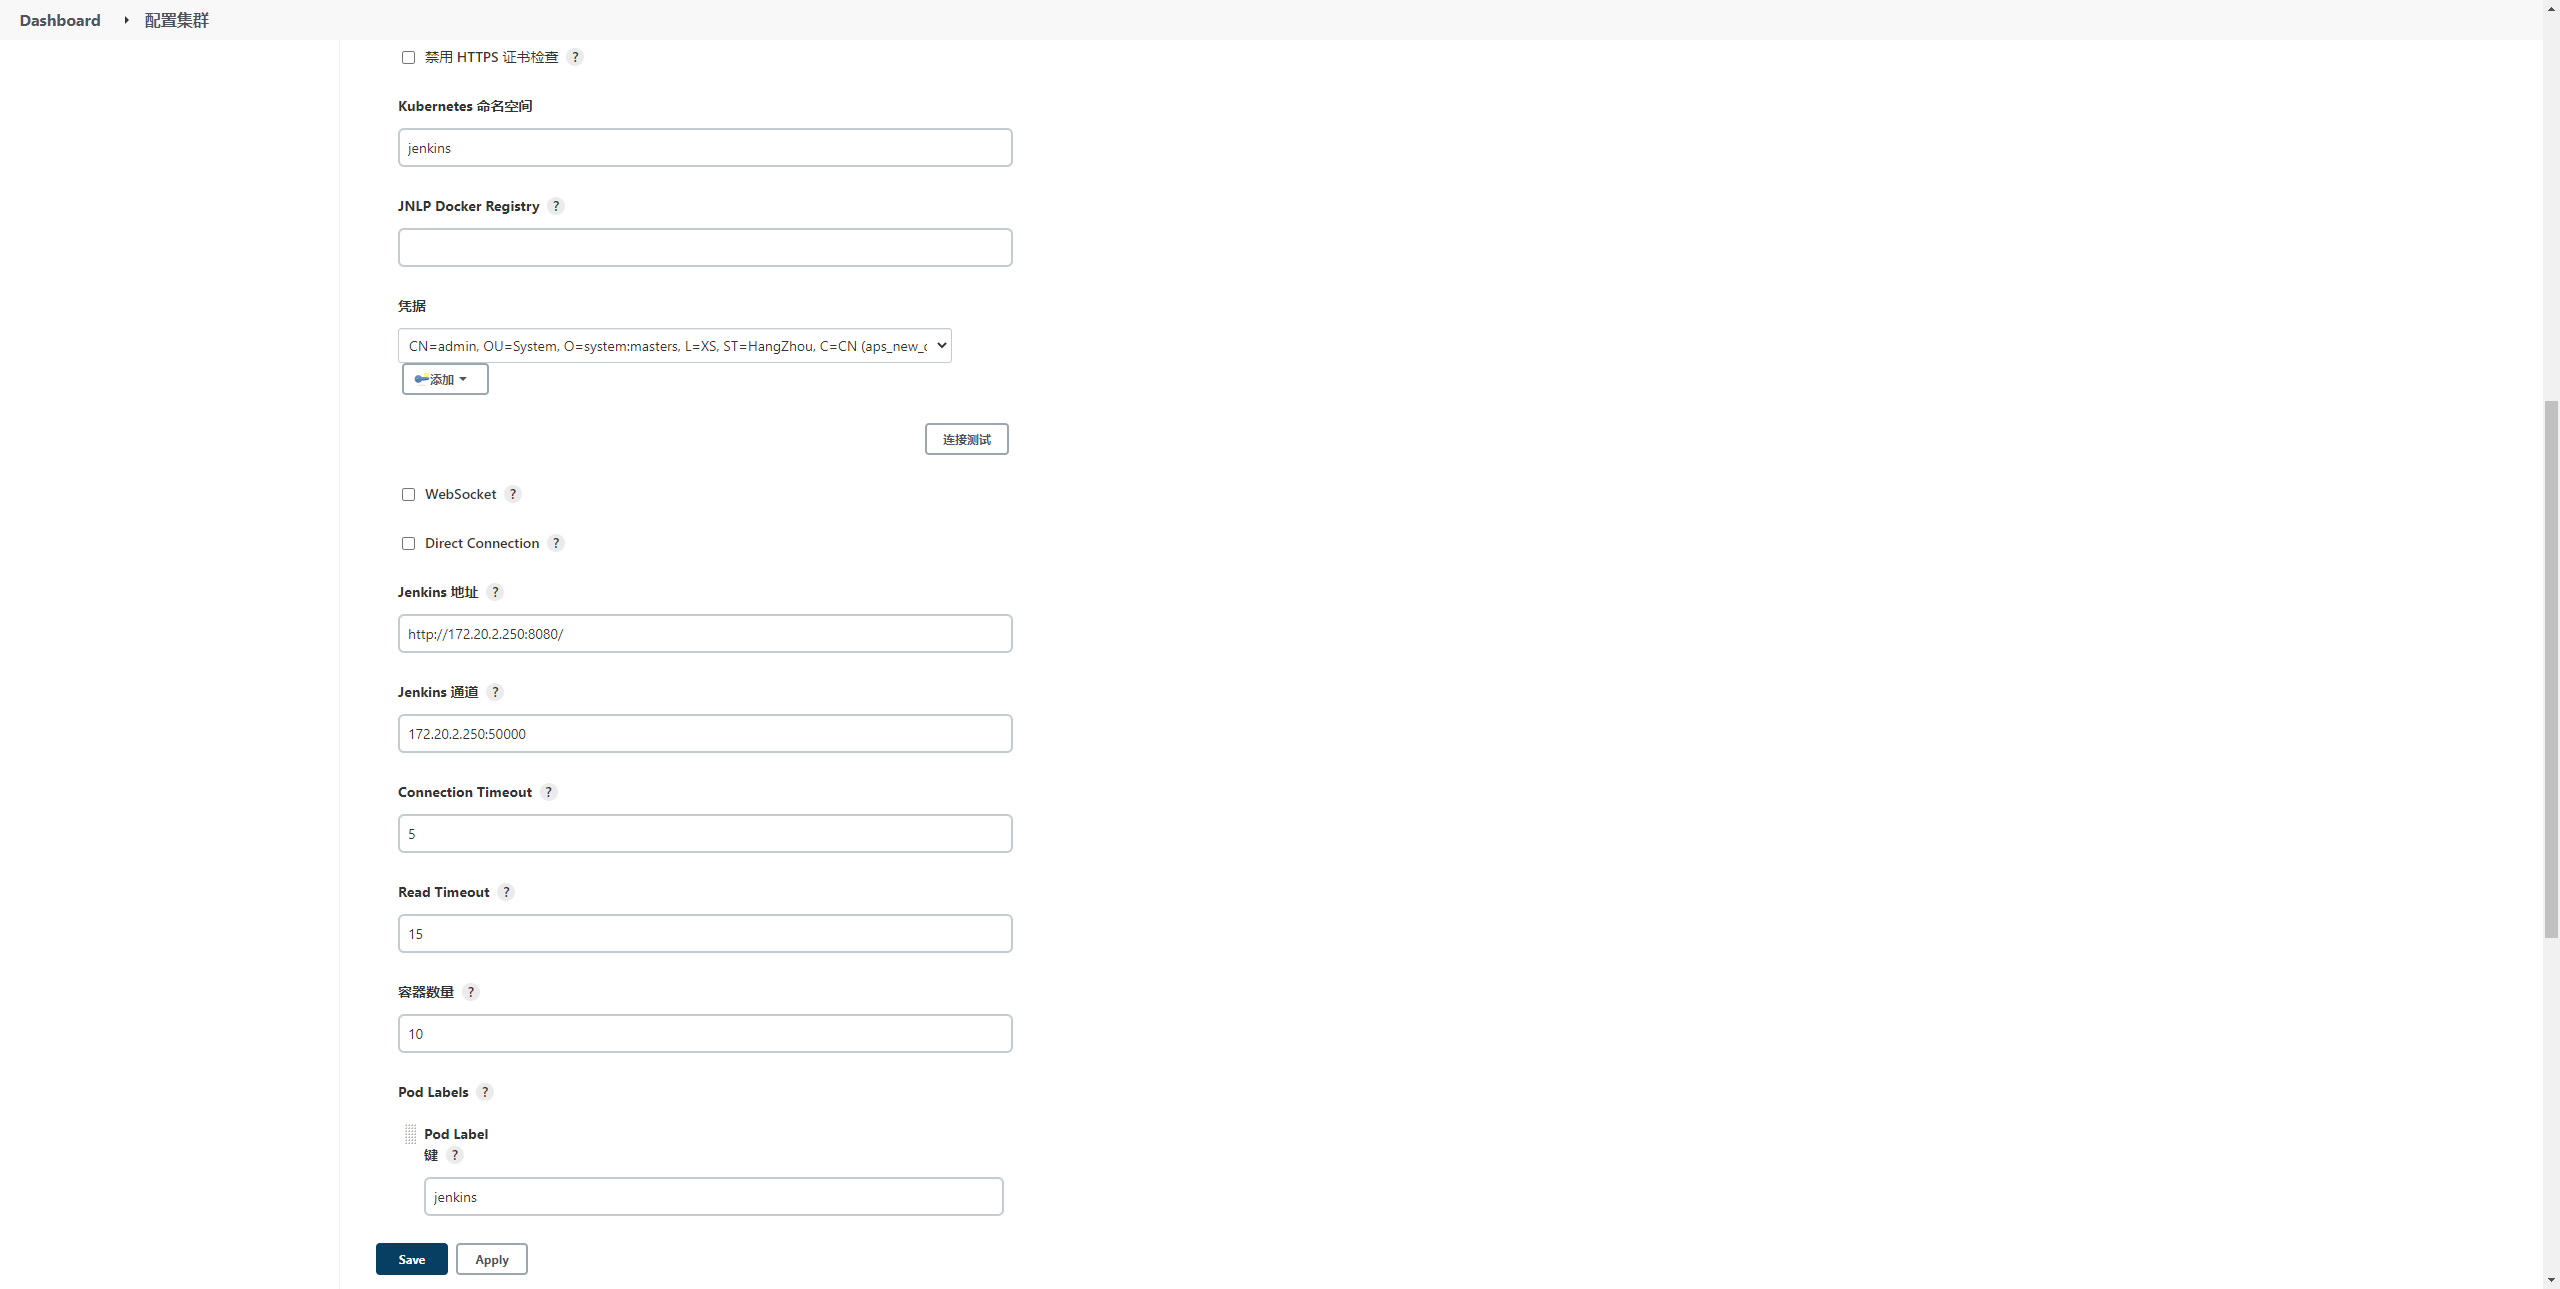 Dashboard 配置集群
禁用 HTTPS 证书检查 ?
Kubernetes 命名空间
jenkins
JNLP Docker Registry ?
凭据
CN=admin, OU=System, O=system:masters, L=XS, ST=HangZhou, C=CN (aps_new_c
添加
连接测试
WebSocket ?
Direct Connection ?
Jenkins 地址 ?
http://172.20.2.250:8080/
Jenkins 通道 ?
172.20.2.250:50000
Connection Timeout ?
5
Read Timeout ?
15
容器数量 ?
10
Pod Labels ?
Pod Label
键 ?
jenkins
Save Apply